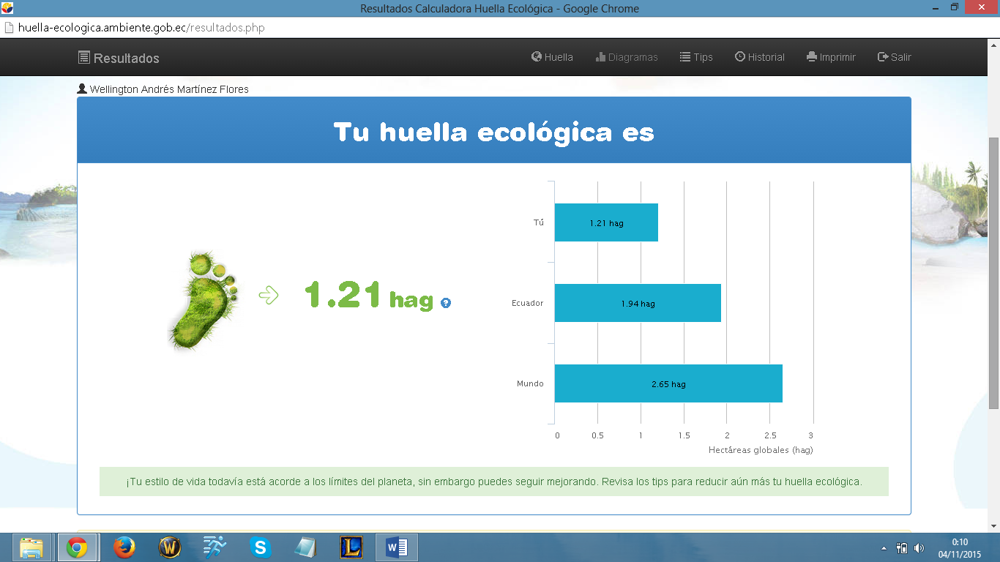 Resultados Calculadora Huella Ecológica - Google Chrome
huella-ecologica.ambiente.gob.ec/resultados.php
Resultados Huella Diagramas Tips Historial Imprimir Salir
Wellington Andrés Martínez Flores
Tu huella ecológica es
1.21 hag ?
Tú
1.21 hag
Ecuador
1.94 hag
Mundo
2.65 hag
0 0.5 1 1.5 2 2.5 3
Hectáreas globales (hag)
¡Tu estilo de vida todavía está acorde a los límites del planeta, sin embargo puedes seguir mejorando. Revisa los tips para reducir aún más tu huella ecológica.
0:10
04/11/2015